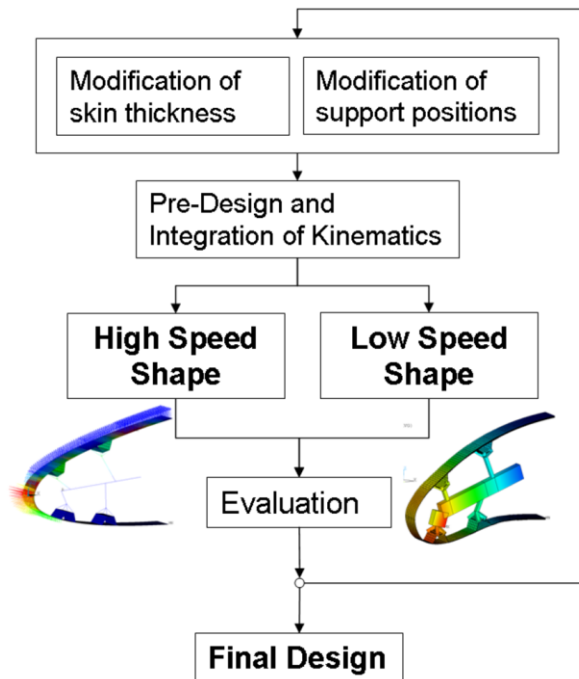 Modification of
skin thickness
Modification of
support positions
Pre-Design and
Integration of Kinematics
High Speed
Shape
Low Speed
Shape
Evaluation
Final Design